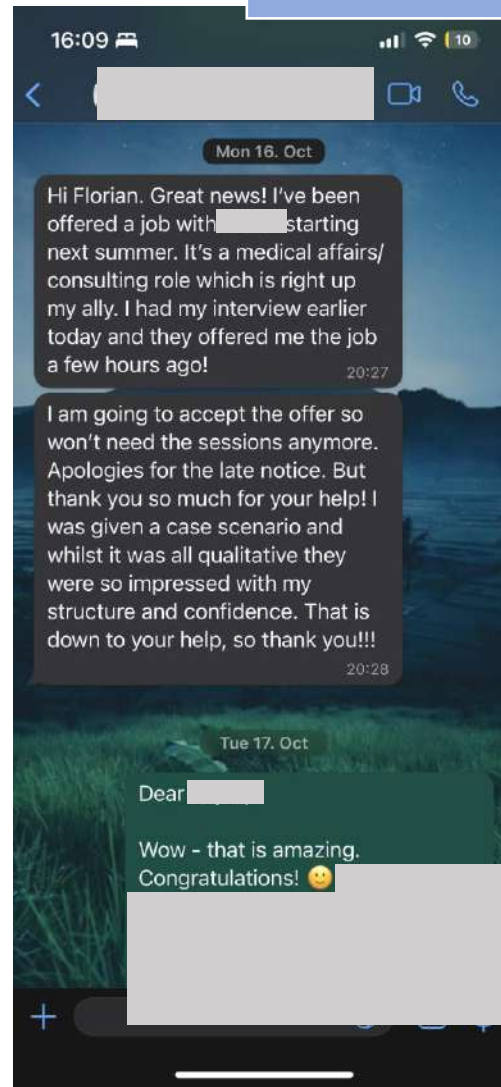 16:09
10
Mon 16. Oct
Hi Florian. Great news! I've been
offered a job with starting
next summer. It's a medical affairs/
consulting role which is right up
my ally. I had my interview earlier
today and they offered me the job
a few hours ago!
20:27
I am going to accept the offer so
won't need the sessions anymore.
Apologies for the late notice. But
thank you so much for your help! I
was given a case scenario and
whilst it was all qualitative they
were so impressed with my
structure and confidence. That is
down to your help, so thank you!!!
20:28
Tue 17. Oct
Dear
Wow - that is amazing.
Congratulations! 🙂